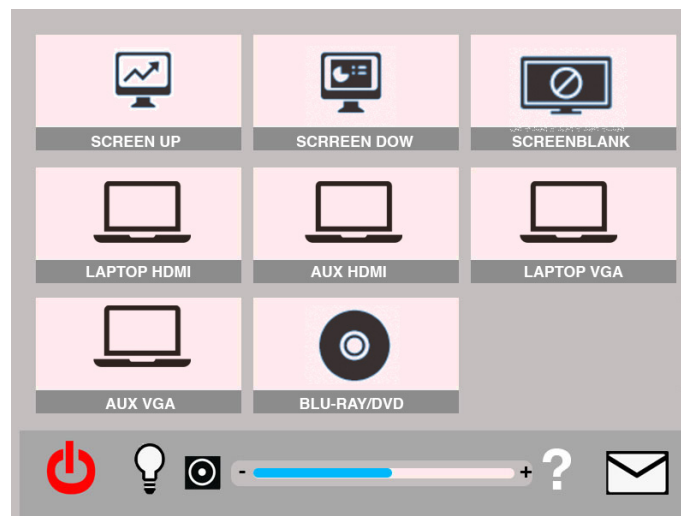 SCREEN UP
SCRREEN DOW
SCREENBLANK
LAPTOP HDMI
AUX HDMI
LAPTOP VGA
AUX VGA
BLU-RAY/DVD
- + ?